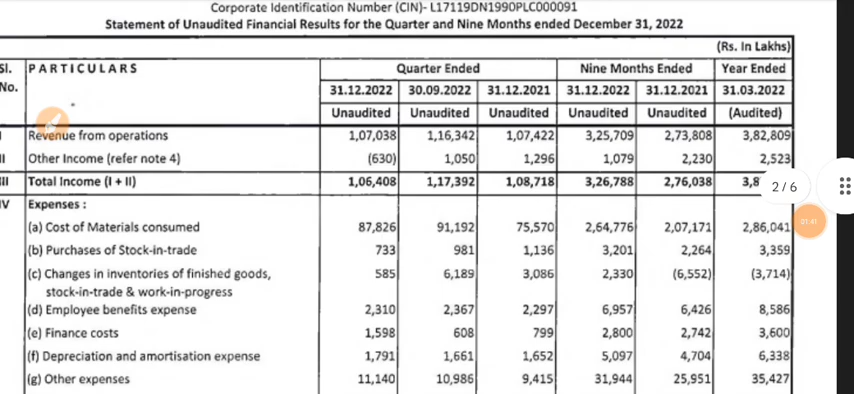 Corporate Identification Number (CIN)- L17119DN1990PLC000091
Statement of Unaudited Financial Results for the Quarter and Nine Months ended December 31, 2022
(Rs. In Lakhs)
Sl. No. PARTICULARS Quarter Ended Nine Months Ended Year Ended
31.12.2022 30.09.2022 31.12.2021 31.12.2022 31.12.2021 31.03.2022
Unaudited Unaudited Unaudited Unaudited Unaudited (Audited)
I Revenue from operations 1,07,038 1,16,342 1,07,422 3,25,709 2,73,808 3,82,809
II Other Income (refer note 4) (630) 1,050 1,296 1,079 2,230 2,523
III Total Income (I + II) 1,06,408 1,17,392 1,08,718 3,26,788 2,76,038
2 / 6
IV Expenses :
01:41
(a) Cost of Materials consumed 87,826 91,192 75,570 2,64,776 2,07,171 2,86,041
(b) Purchases of Stock-in-trade 733 981 1,136 3,201 2,264 3,359
(c) Changes in inventories of finished goods, 585 6,189 3,086 2,330 (6,552) (3,714)
stock-in-trade & work-in-progress
(d) Employee benefits expense 2,310 2,367 2,297 6,957 6,426 8,586
(e) Finance costs 1,598 608 799 2,800 2,742 3,600
(f) Depreciation and amortisation expense 1,791 1,661 1,652 5,097 4,704 6,338
(g) Other expenses 11,140 10,986 9,415 31,944 25,951 35,427